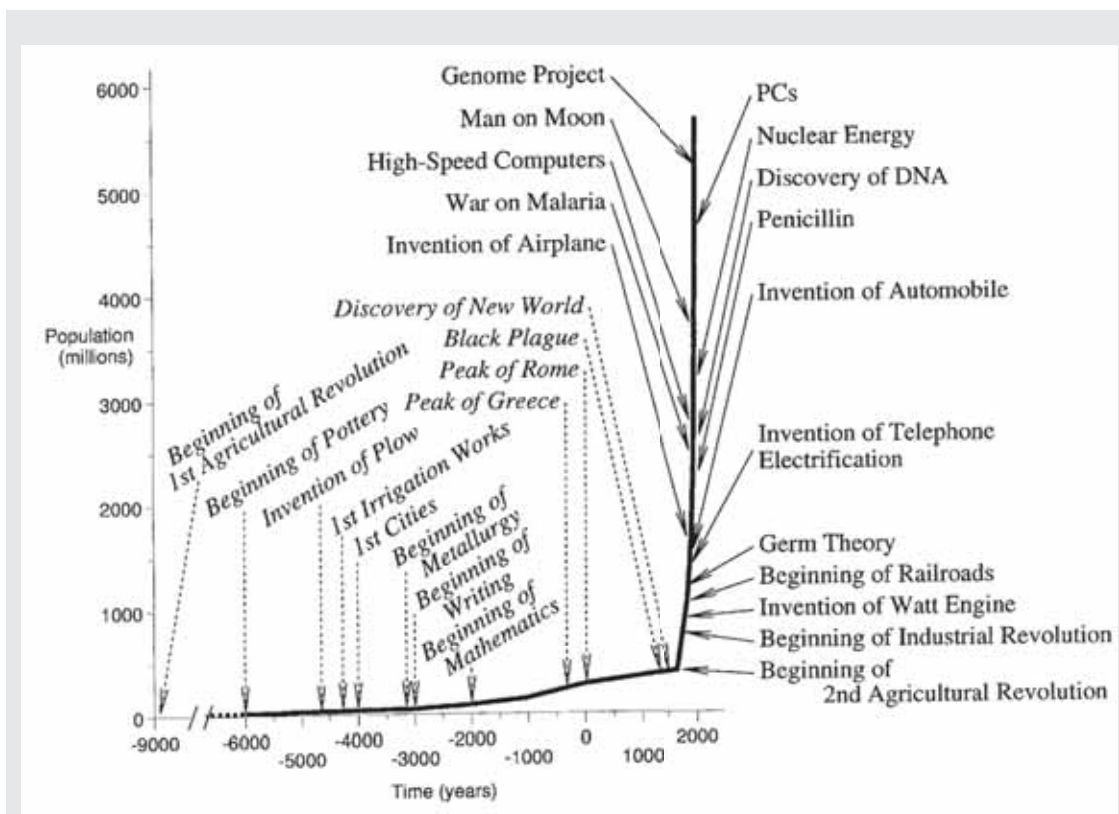 Genome Project
Man on Moon
High-Speed Computers
War on Malaria
Invention of Airplane
Discovery of New World
Black Plague
Peak of Rome
Peak of Greece
Beginning of
1st Agricultural Revolution
Beginning of Pottery
Invention of Plow
1st Irrigation Works
1st Cities
Beginning of
Metallurgy
Beginning of
Writing
Beginning of
Mathematics
PCs
Nuclear Energy
Discovery of DNA
Penicillin
Invention of Automobile
Invention of Telephone
Electrification
Germ Theory
Beginning of Railroads
Invention of Watt Engine
Beginning of Industrial Revolution
Beginning of
2nd Agricultural Revolution
6000
5000
4000
Population
(millions)
3000
2000
1000
0
-9000
-6000
-5000
-4000
-3000
-2000
-1000
0
1000
2000
Time (years)